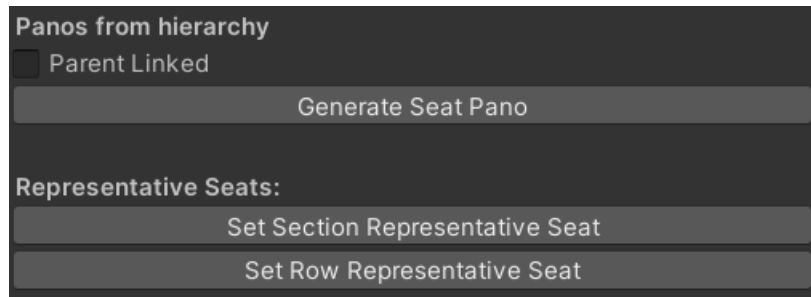 Panos from hierarchy
Parent Linked
Generate Seat Pano
Representative Seats:
Set Section Representative Seat
Set Row Representative Seat